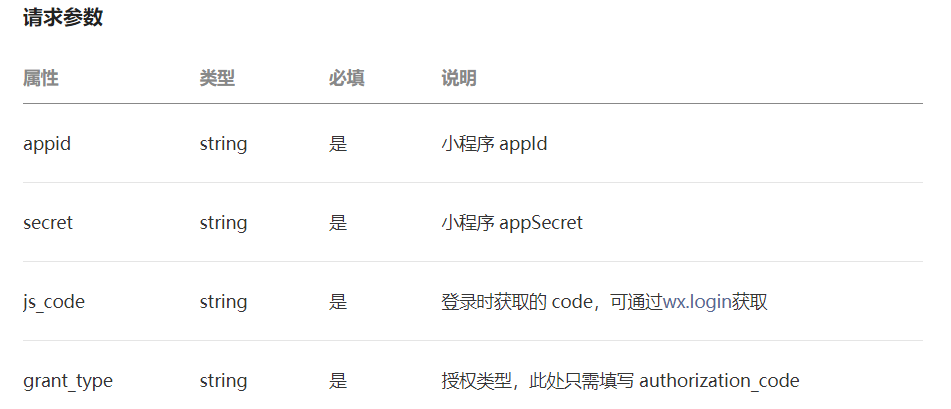 请求参数
属性 类型 必填 说明
appid string 是 小程序 appId
secret string 是 小程序 appSecret
js_code string 是 登录时获取的 code，可通过wx.login获取
grant_type string 是 授权类型，此处只需填写 authorization_code